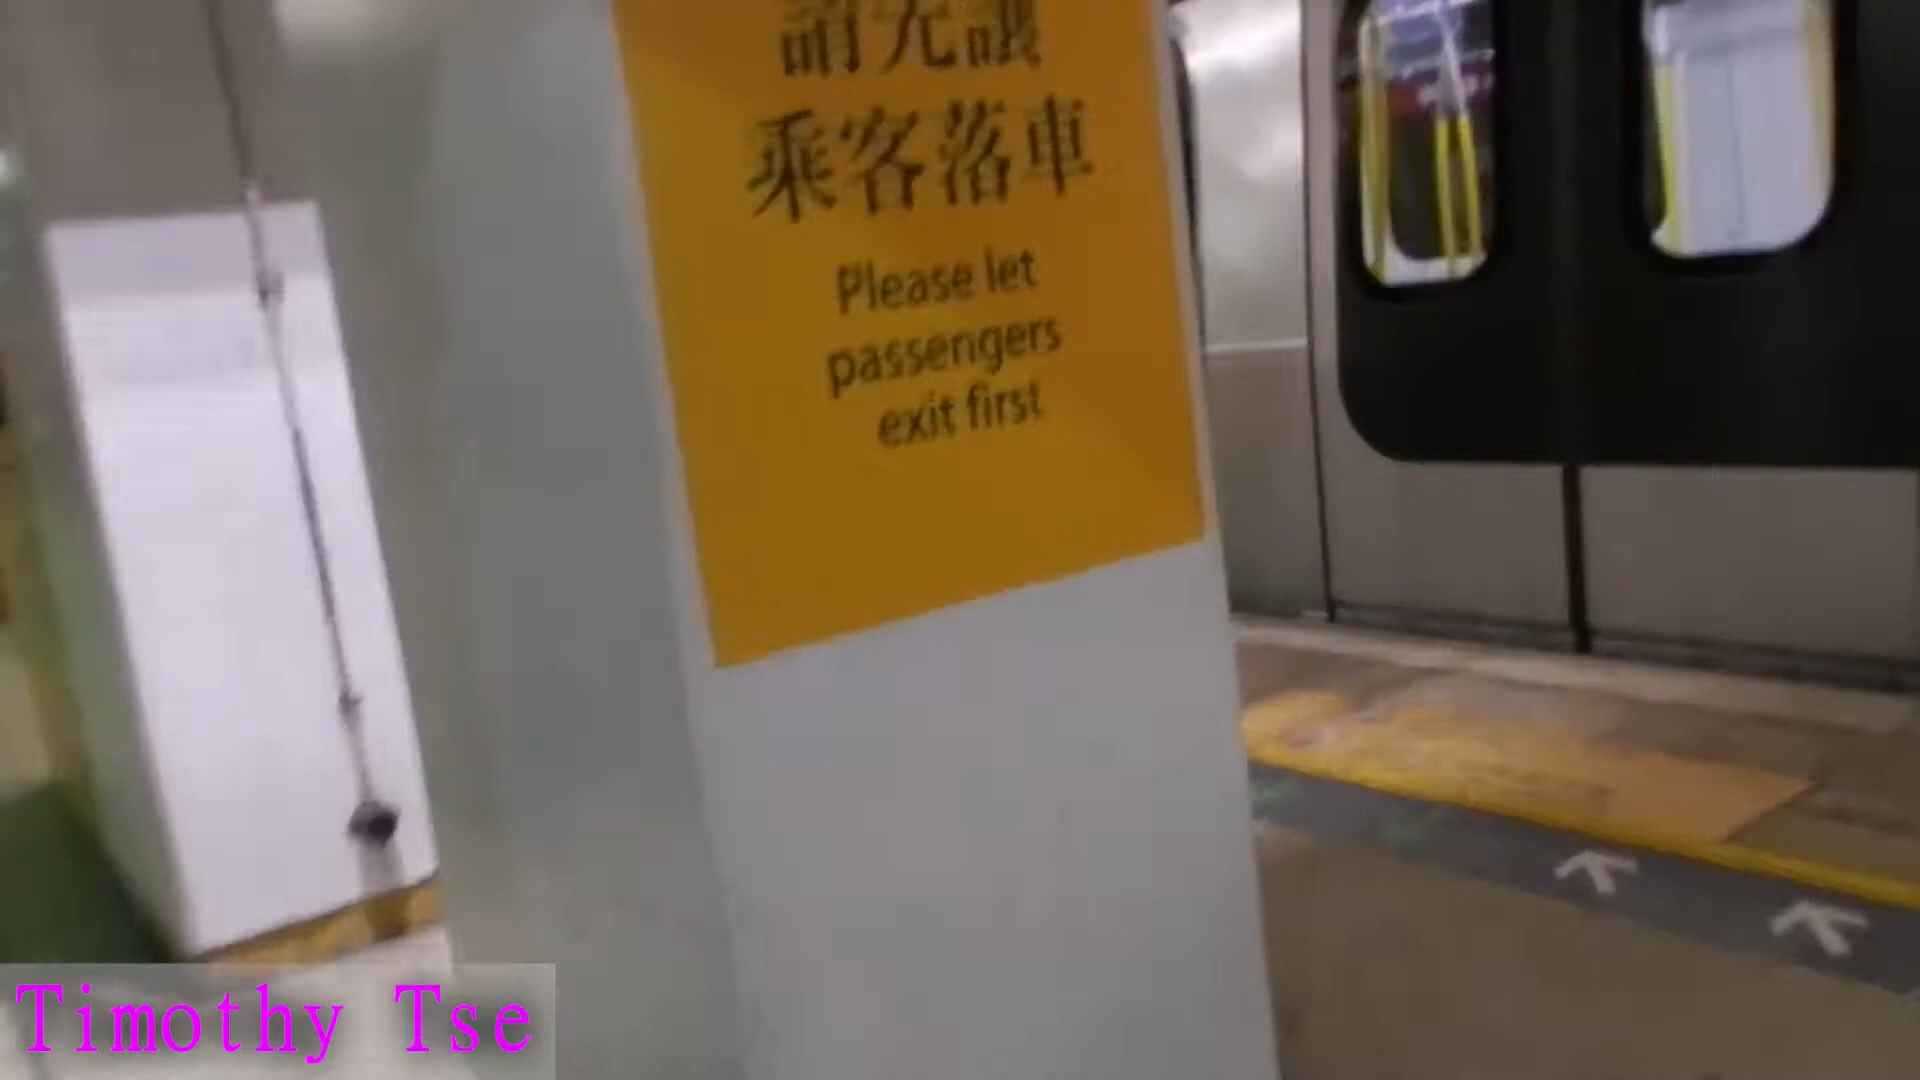 請先讓
乘客落車
Please let
passengers
exit first
Timothy Tse